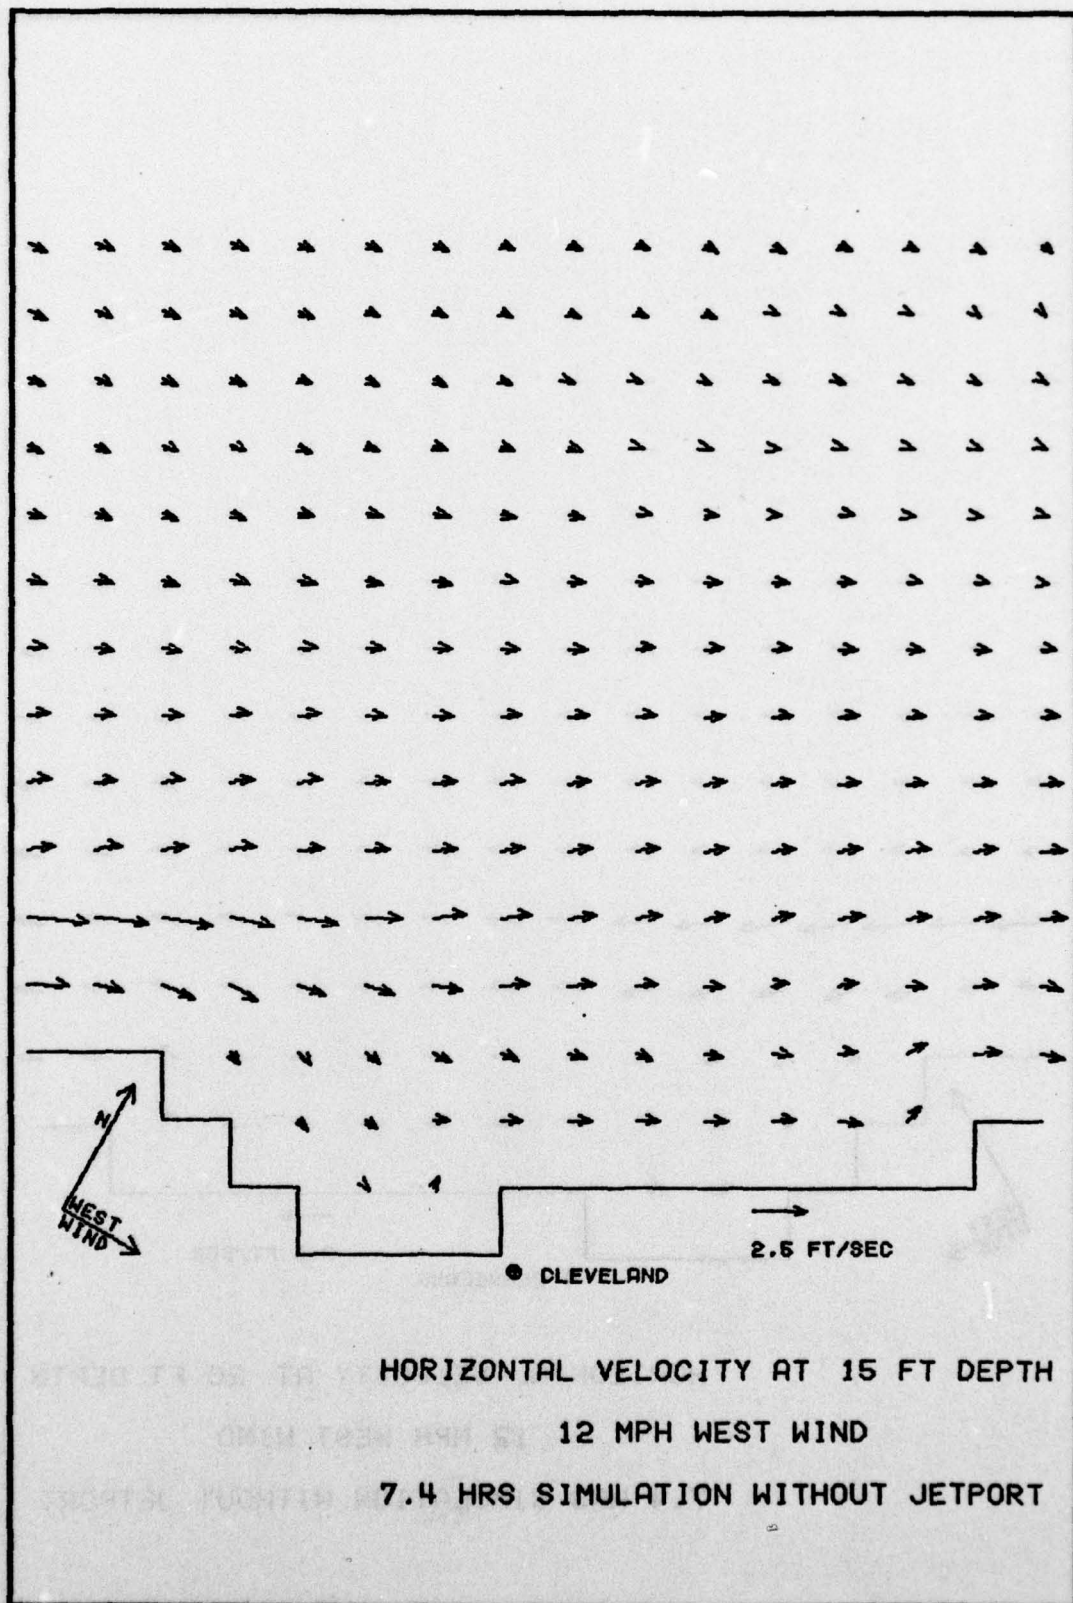 N
WEST
WIND
2.5 FT/SEC
CLEVELAND
HORIZONTAL VELOCITY AT 15 FT DEPTH
12 MPH WEST WIND
7.4 HRS SIMULATION WITHOUT JETPORT